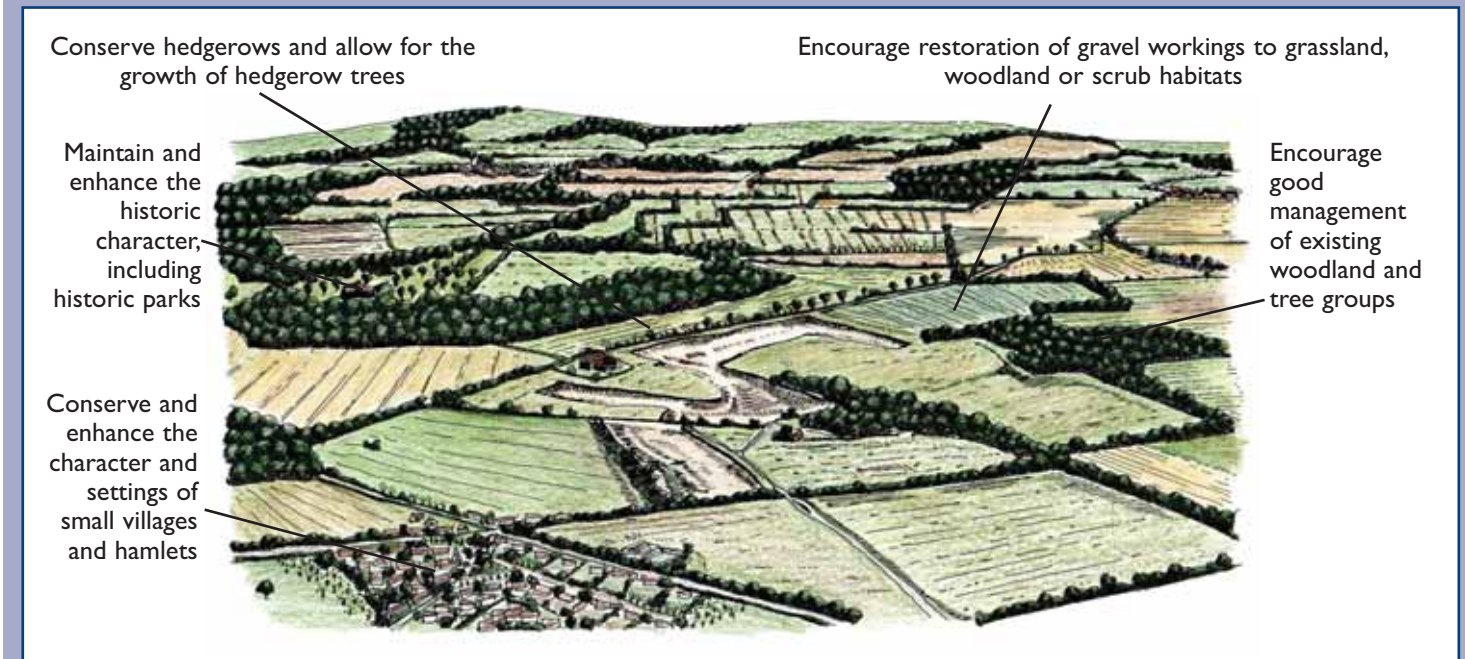 Conserve hedgerows and allow for the
growth of hedgerow trees
Encourage restoration of gravel workings to grassland,
woodland or scrub habitats
Maintain and
enhance the
historic
character,
including
historic parks
Encourage
good
management
of existing
woodland and
tree groups
Conserve and
enhance the
character and
settings of
small villages
and hamlets